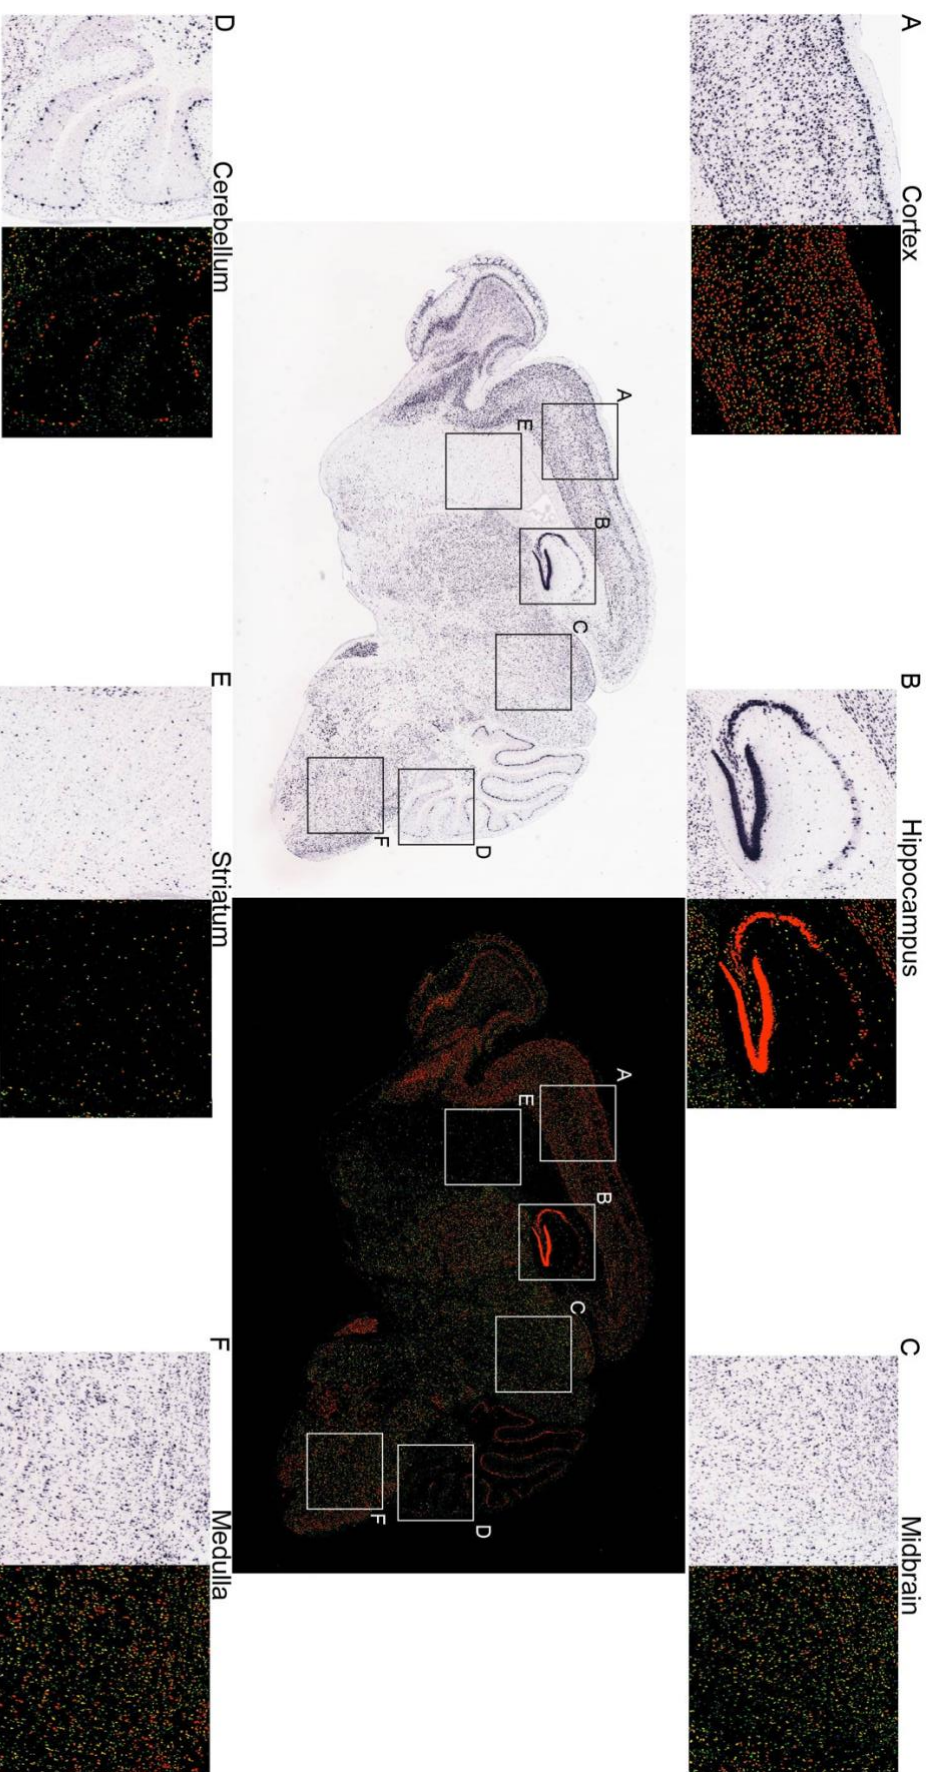 A
Cortex
B
Hippocampus
C
Midbrain
A
B
C
D
E
F
A
B
C
D
E
F
D
Cerebellum
E
Striatum
F
Medulla